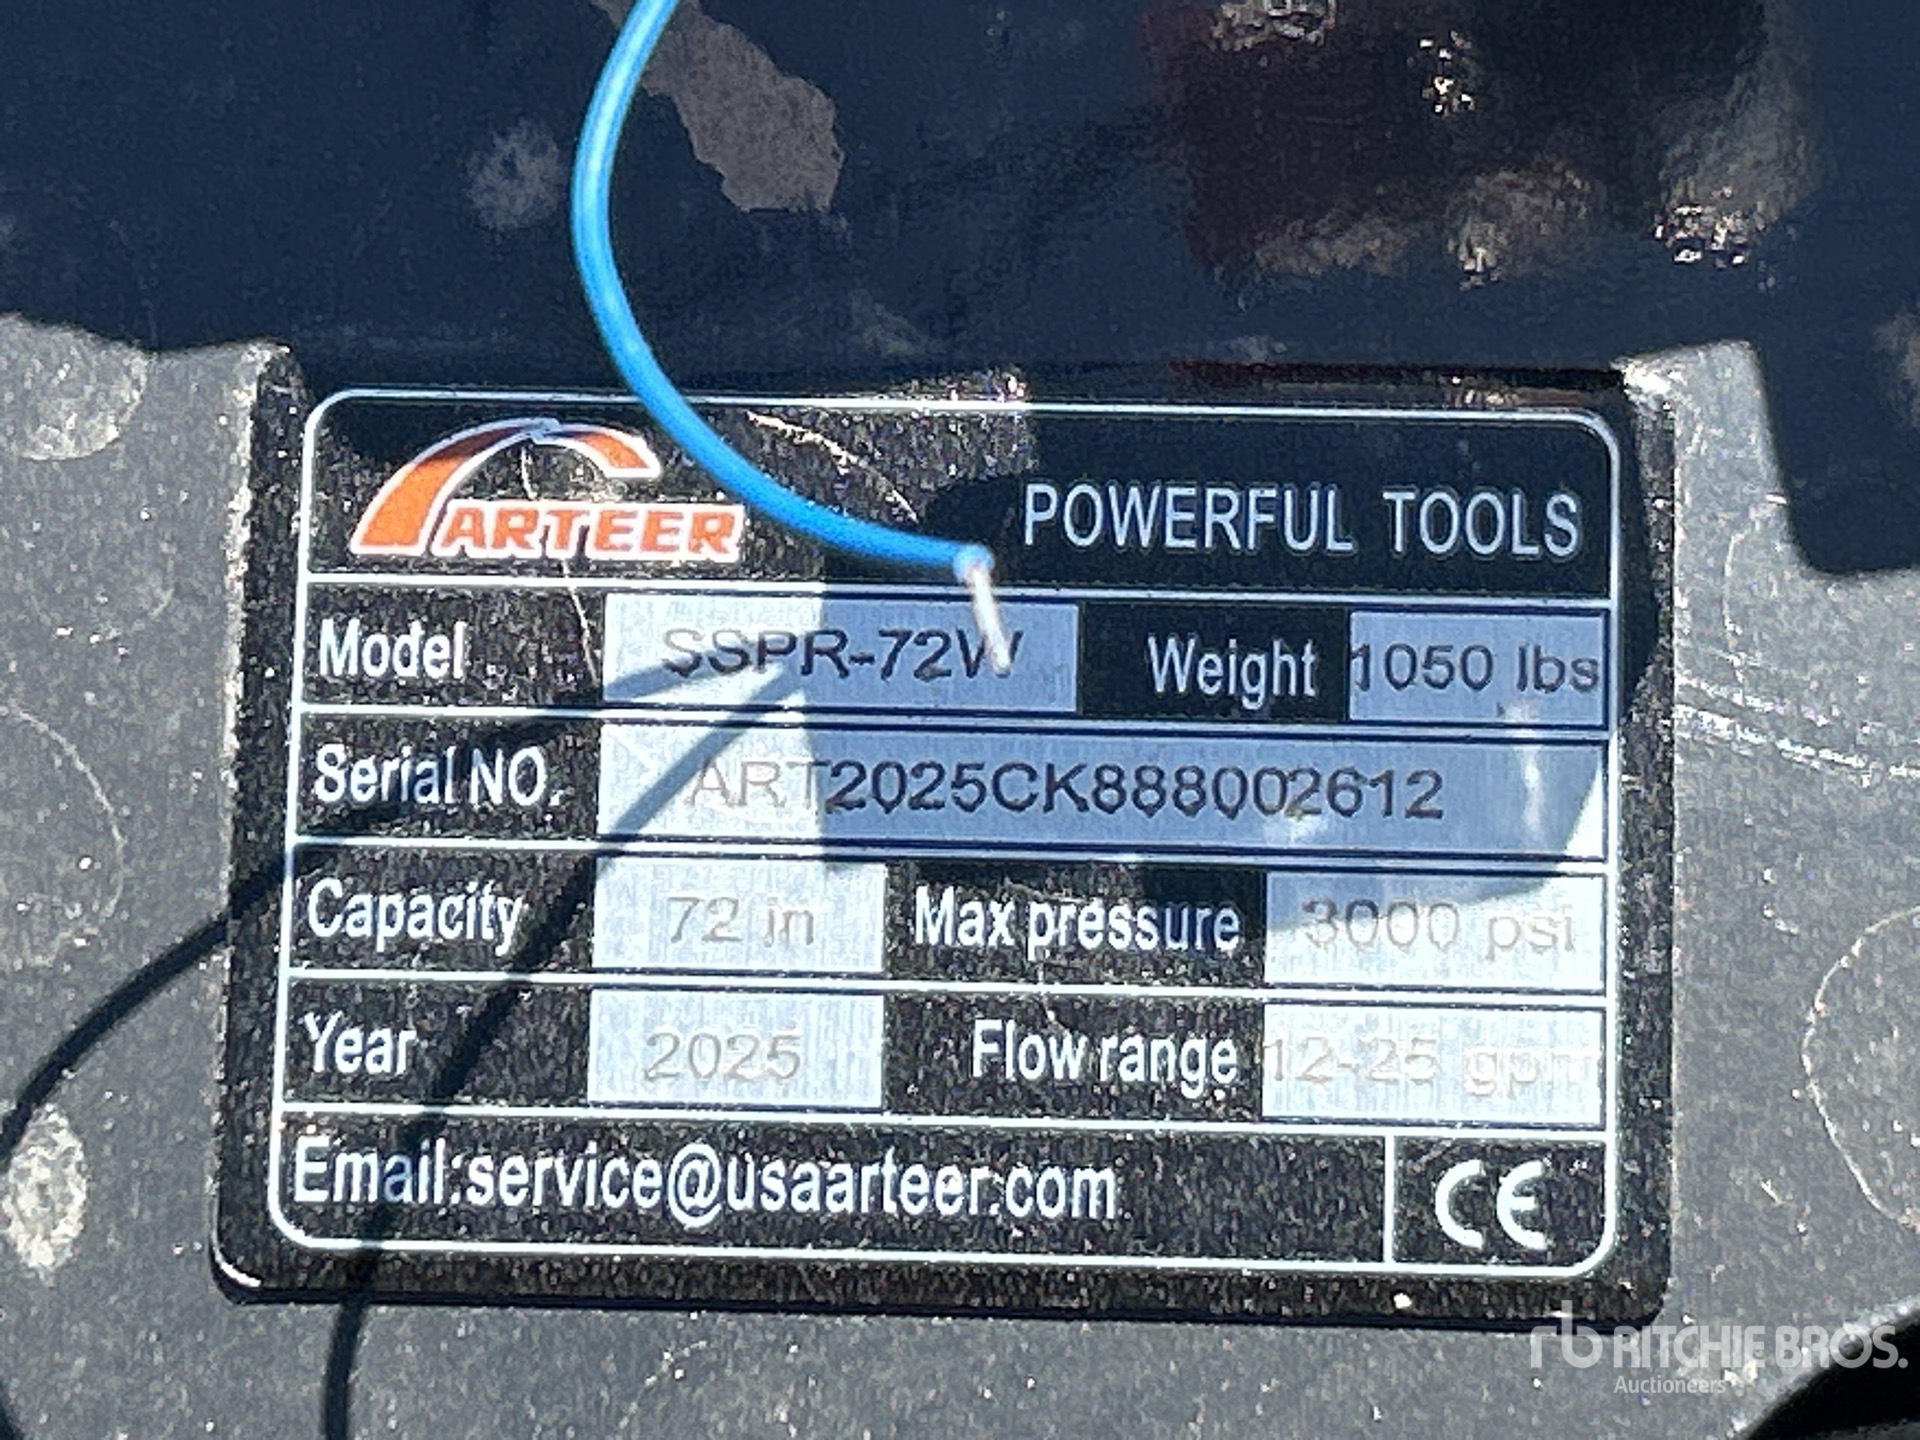 ARTEER POWERFUL TOOLS
Model SSPR-72W Weight 1050 lbs
Serial NO. ART2025CK888002612
Capacity 72 in Max pressure 3000 psi
Year 2025 Flow range 12-25 gpm
Email:service@usaarteer.com CE
rb RITCHIE BROS.
Auctioneers